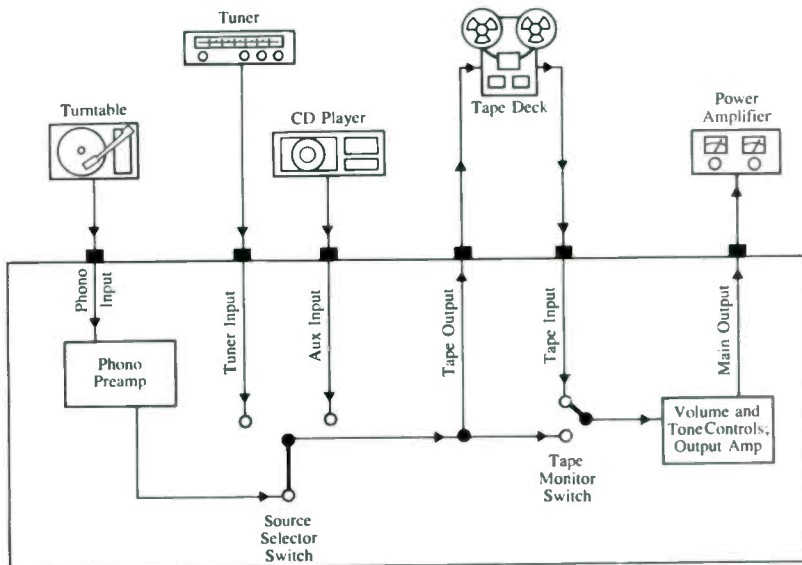 Tuner
Tape Deck
Turntable
CD Player
Power
Amplifier
Phono
Input
Tuner Input
Aux Input
Tape Output
Tape Input
Main Output
Phono
Preamp
Volume and
Tone Controls;
Output Amp
Tape
Monitor
Switch
Source
Selector
Switch